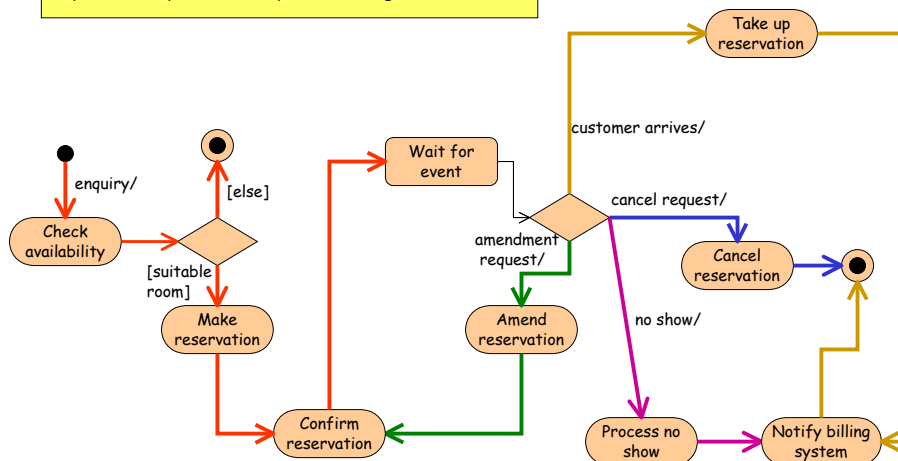 Take up
reservation
customer arrives/
Wait for
event
enquiry/
[else]
cancel request/
Check
availability
amendment
request/
Cancel
reservation
[suitable
room]
Make
reservation
Amend
reservation
no show/
Confirm
reservation
Process no
show
Notify billing
system